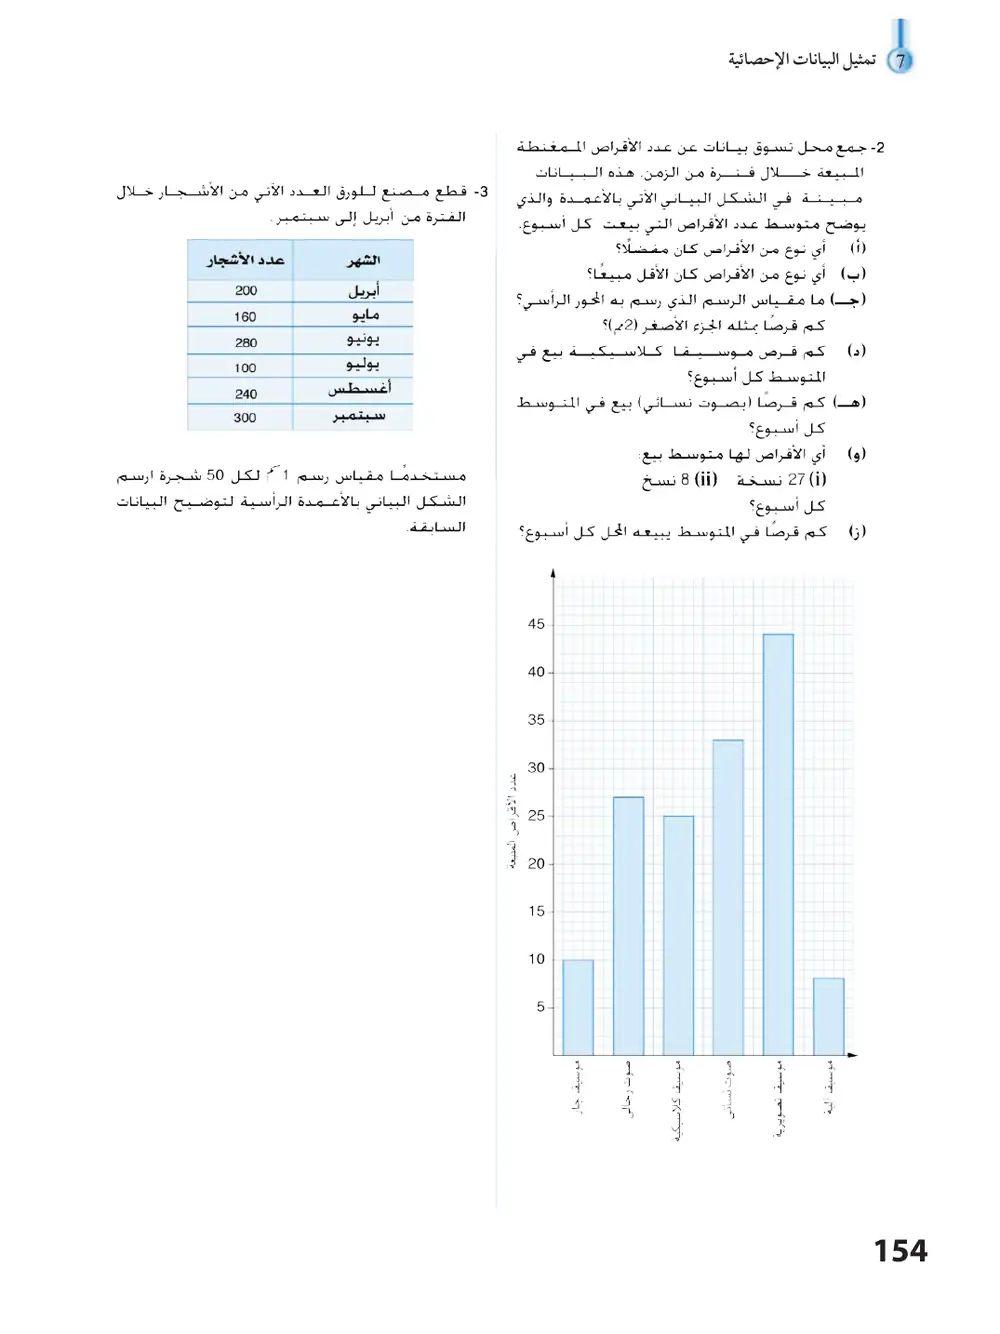 7 تمثيل البيانات الإحصائية
2- جمع محل تسوق بيانات عن عدد الأقراص الممغنطة
المبيعة خلال فترة من الزمن. هذه البيانات
مبينة في الشكل البياني الآتي بالأعمدة والذي
يوضح متوسط عدد الأقراص التي بيعت كل أسبوع.
(أ) أي نوع من الأقراص كان مفضلًا؟
(ب) أي نوع من الأقراص كان الأقل مبيعًا؟
(جـ) ما مقياس الرسم الذي رسم به المحور الرأسي؟
كم قرصًا يمثله الجزء الأصغر (2مم)؟
(د) كم قرص موسيقا كلاسيكية بيع في
المتوسط كل أسبوع؟
(هـ) كم قرصًا (بصوت نسائي) بيع في المتوسط
كل أسبوع؟
(و) أي الأقراص لها متوسط بيع:
(i) 27 نسخة (ii) 8 نسخ
كل أسبوع؟
(ز) كم قرصًا في المتوسط يبيعه المحل كل أسبوع؟
45
40
35
30
25
20
15
10
5
عدد الأقراص المبيعة
موسيقا جاز
صوت رجالي
موسيقا كلاسيكية
صوت نسائي
موسيقا تصويرية
موسيقا آلية
3- قطع مصنع للورق العدد الآتي من الأشجار خلال
الفترة من أبريل إلى سبتمبر.
الشهر عدد الأشجار
أبريل 200
مايو 160
يونيو 280
يوليو 100
أغسطس 240
سبتمبر 300
مستخدمًا مقياس رسم 1 سم لكل 50 شجرة ارسم
الشكل البياني بالأعمدة الرأسية لتوضيح البيانات
السابقة.
154